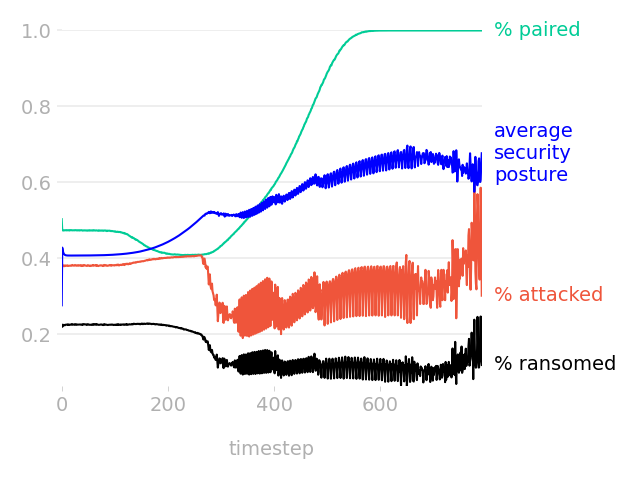 1.0
% paired
0.8
average
security
posture
0.6
0.4
% attacked
0.2
% ransomed
0 200 400 600
timestep